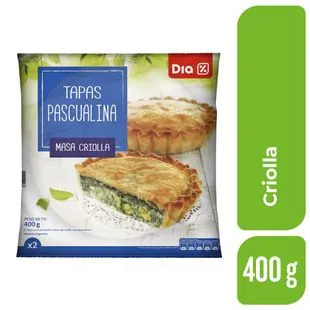 DIA %
TAPAS
PASCUALINA
MASA CRIOLLA
PESO NETO:
400 g
x2
Criolla
400 g